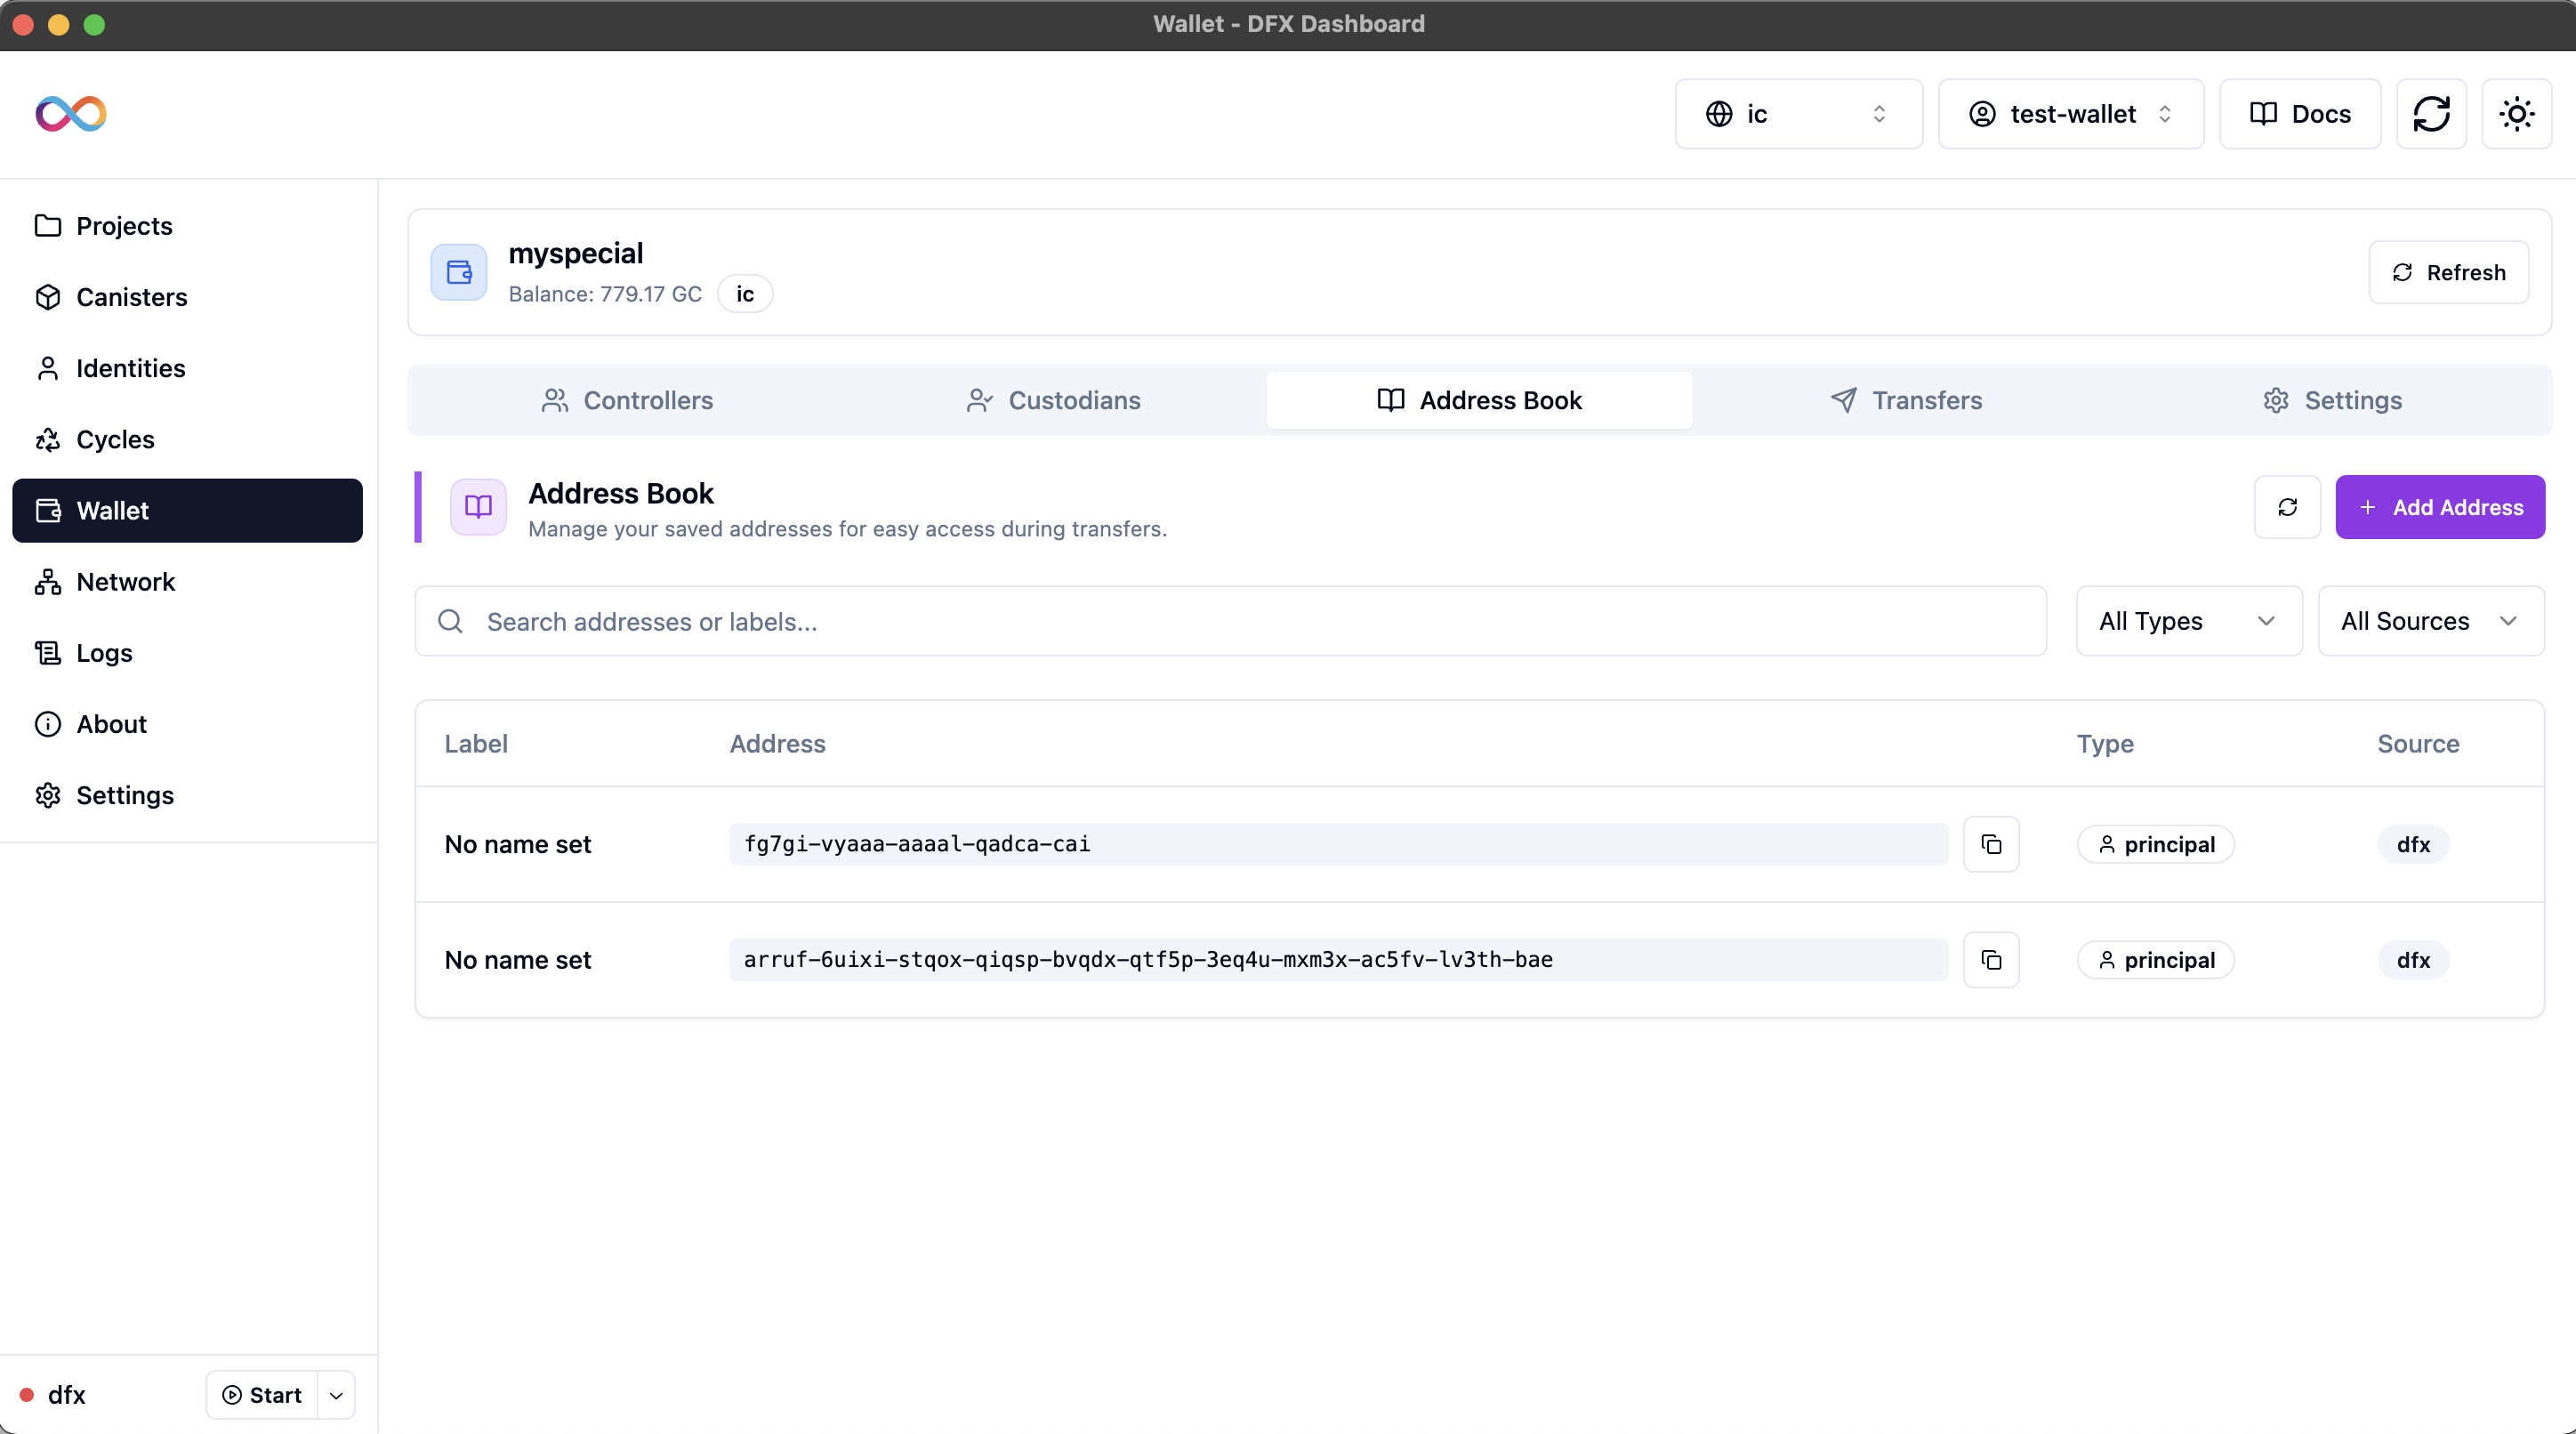 Wallet - DFX Dashboard
ic
test-wallet
Docs
Projects
Canisters
Identities
Cycles
Wallet
Network
Logs
About
Settings
dfx
Start
myspecial
Balance: 779.17 GC
ic
Refresh
Controllers
Custodians
Address Book
Transfers
Settings
Address Book
Manage your saved addresses for easy access during transfers.
+ Add Address
Search addresses or labels...
All Types
All Sources
Label Address Type Source
No name set fg7gi-vyaaa-aaaal-qadca-cai principal dfx
No name set arruf-6uixi-stqox-qiqsp-bvqdx-qtf5p-3eq4u-mxm3x-ac5fv-lv3th-bae principal dfx